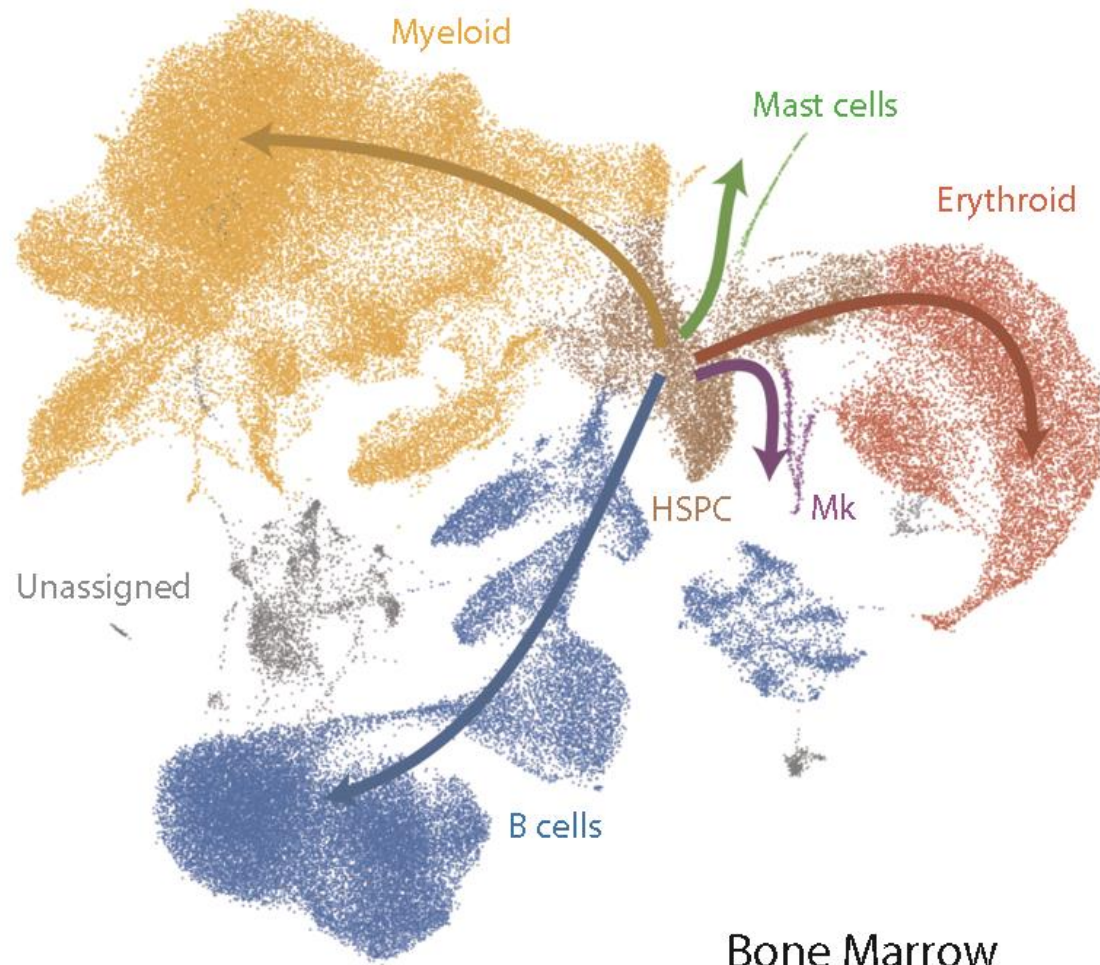 Myeloid
Mast cells
Erythroid
HSPC
Mk
Unassigned
B cells
Bone Marrow